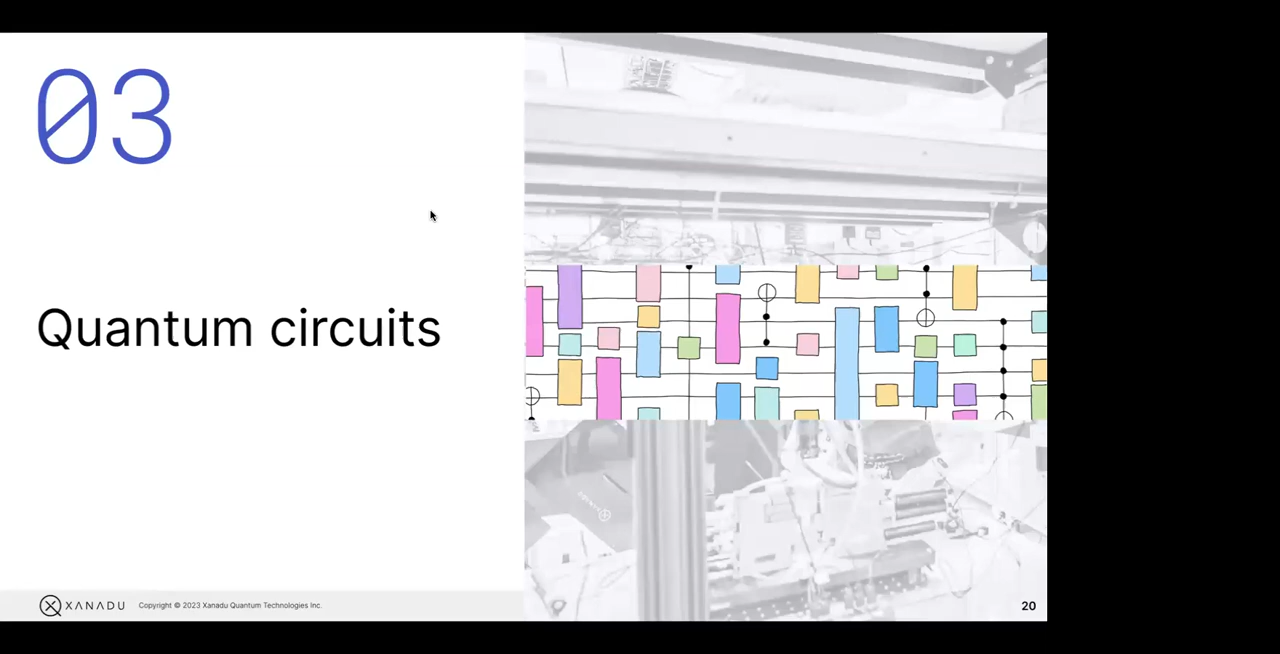 03
Quantum circuits
XANADU
Copyright © 2023 Xanadu Quantum Technologies Inc.
20